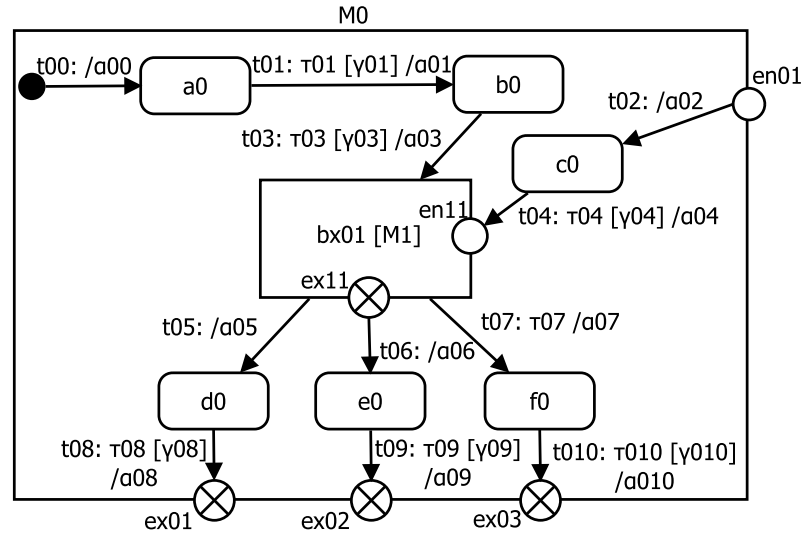 M0
t00: /α00
t01: τ01 [γ01] /α01
a0
b0
en01
t02: /α02
t03: τ03 [γ03] /α03
c0
en11
t04: τ04 [γ04] /α04
bx01 [M1]
ex11
t05: /α05
t06: /α06
t07: τ07 /α07
d0
e0
f0
t08: τ08 [γ08]
/α08
t09: τ09 [γ09]
/α09
t010: τ010 [γ010]
/α010
ex01
ex02
ex03